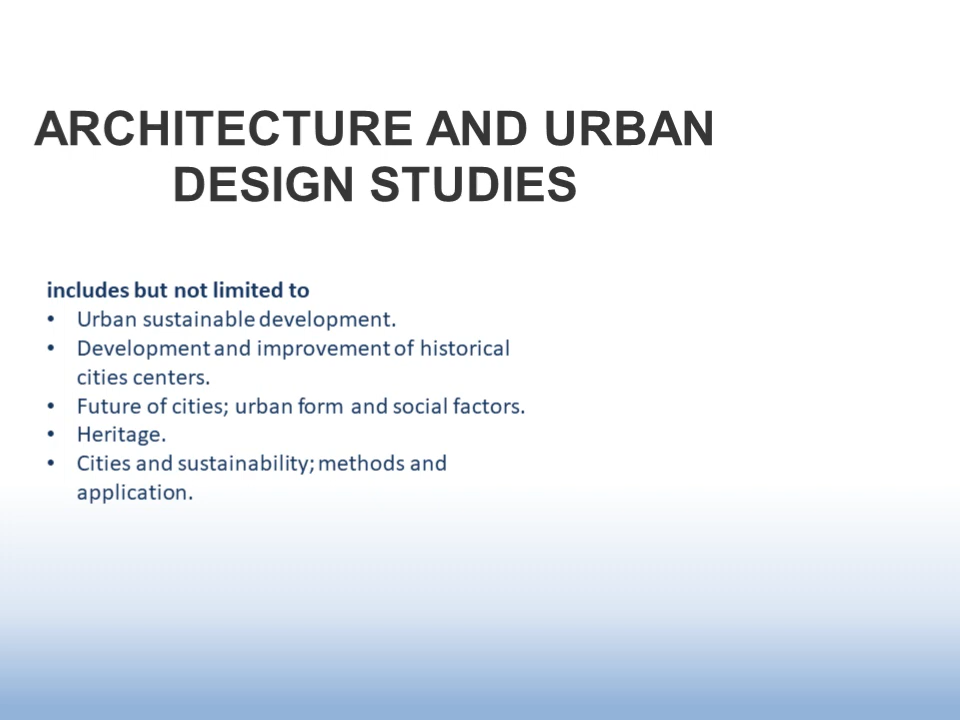 ARCHITECTURE AND URBAN
DESIGN STUDIES
includes but not limited to
• Urban sustainable development.
• Development and improvement of historical
cities centers.
• Future of cities; urban form and social factors.
• Heritage.
• Cities and sustainability; methods and
application.